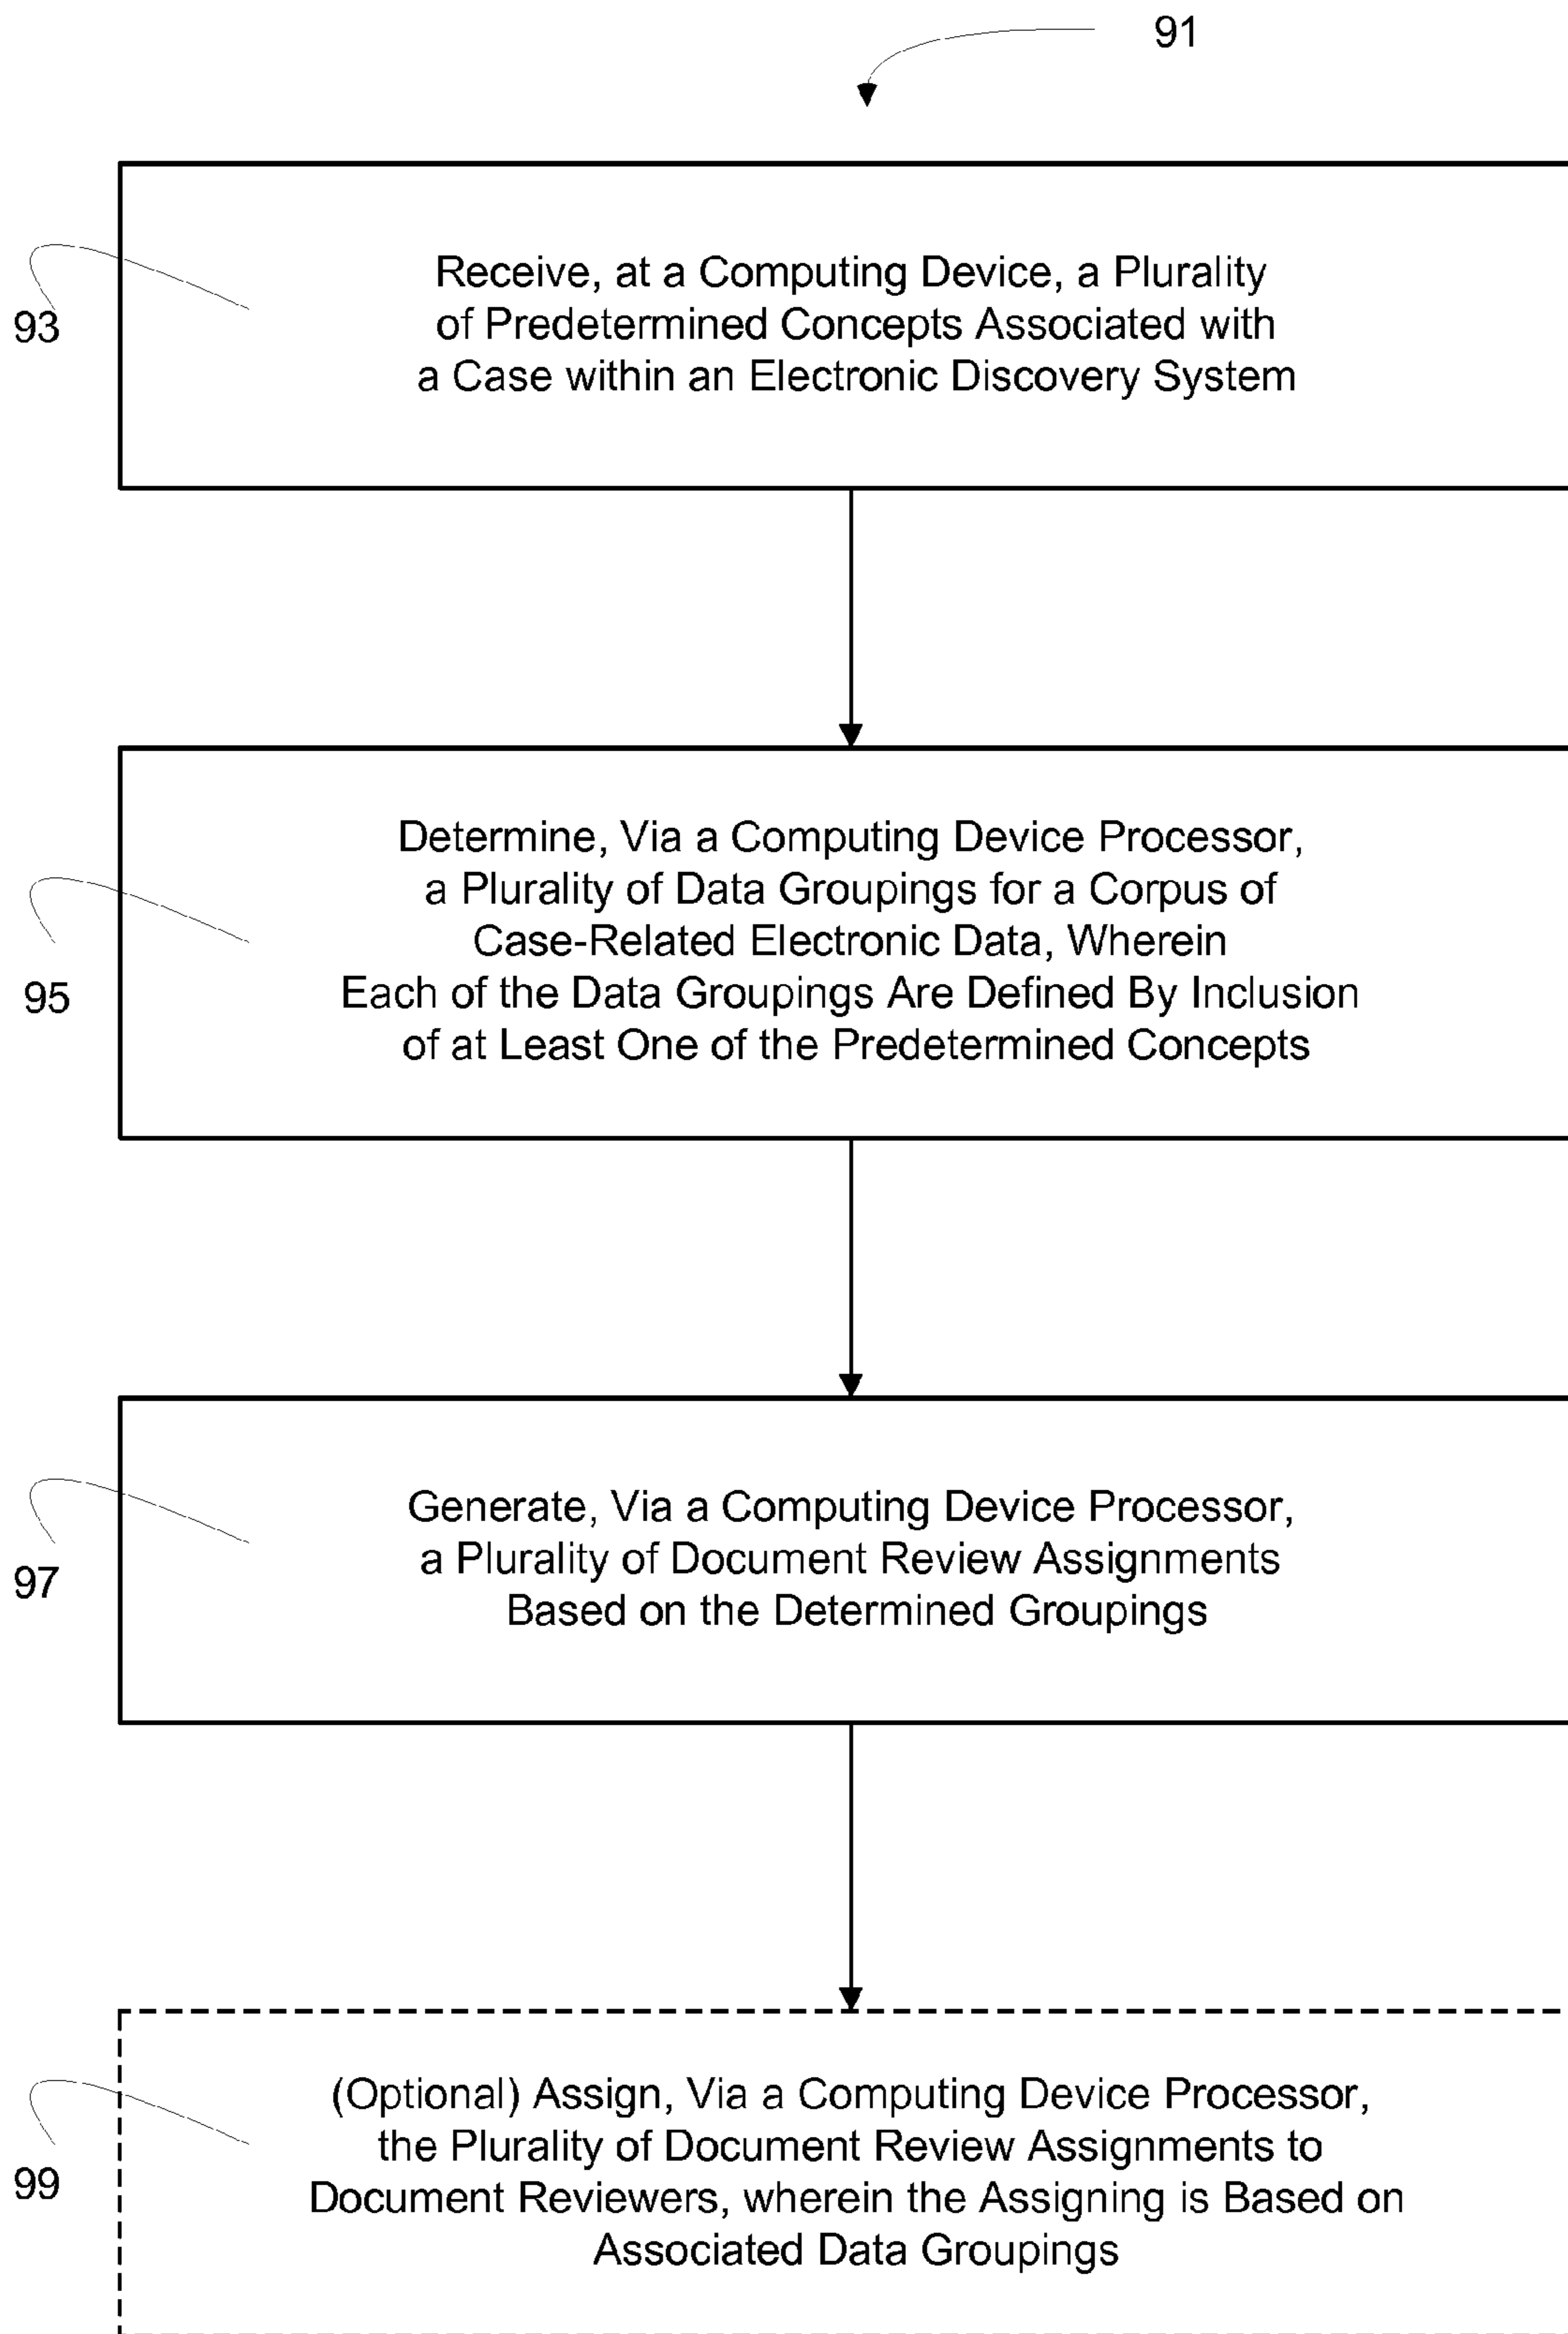 91
Receive, at a Computing Device, a Plurality
of Predetermined Concepts Associated with
a Case within an Electronic Discovery System
93
Determine, Via a Computing Device Processor,
a Plurality of Data Groupings for a Corpus of
Case-Related Electronic Data, Wherein
Each of the Data Groupings Are Defined By Inclusion
of at Least One of the Predetermined Concepts
95
Generate, Via a Computing Device Processor,
a Plurality of Document Review Assignments
Based on the Determined Groupings
97
(Optional) Assign, Via a Computing Device Processor,
the Plurality of Document Review Assignments to
Document Reviewers, wherein the Assigning is Based on
Associated Data Groupings
99